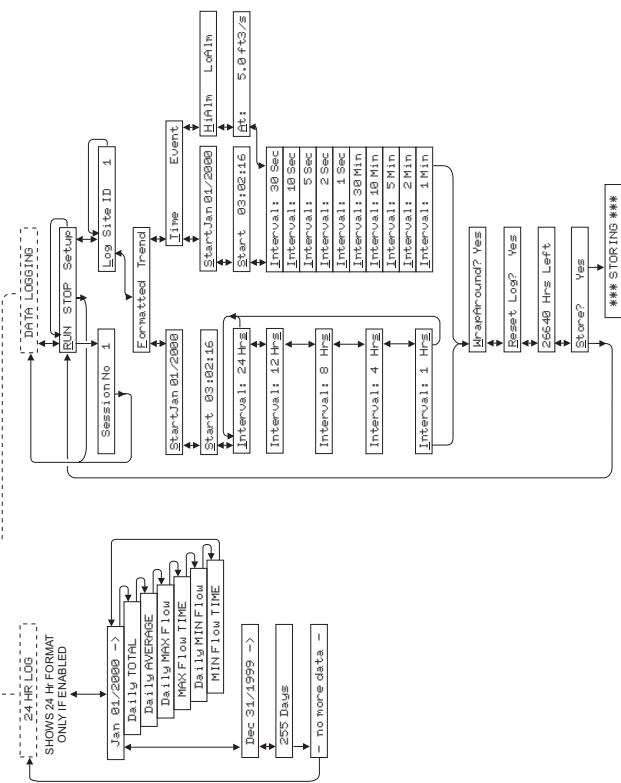 24 HR LOG
SHOWS 24 Hr FORMAT
ONLY IF ENABLED
Jan 01/2000 ->
Daily TOTAL
Daily AVERAGE
Daily MAX Flow
MAX Flow TIME
Daily MIN Flow
MIN Flow TIME
Dec 31/1999 ->
255 Days
- no more data -
DATA LOGGING
RUN STOP Setup
Session No 1
Log Site ID 1
Formatted Trend
StartJan 01/2000
Start 03:02:16
Interval: 24 Hrs
Interval: 12 Hrs
Interval: 8 Hrs
Interval: 4 Hrs
Interval: 1 Hrs
Time Event
StartJan 01/2000
Start 03:02:16
Interval: 30 Sec
Interval: 10 Sec
Interval: 5 Sec
Interval: 2 Sec
Interval: 1 Sec
Interval: 30 Min
Interval: 10 Min
Interval: 5 Min
Interval: 2 Min
Interval: 1 Min
HiAlm LoAlm
At: 5.0 ft3/s
WrapAround? Yes
Reset Log? Yes
26640 Hrs Left
Store? Yes
*** STORING ***